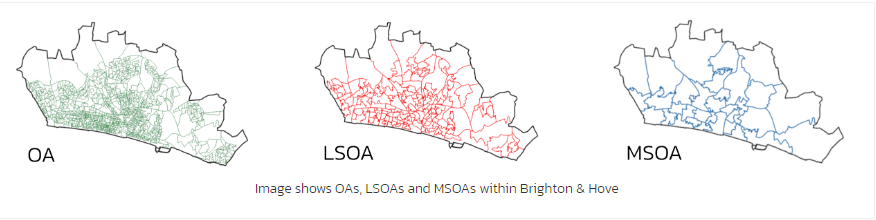 OA
LSOA
MSOA
Image shows OAs, LSOAs and MSOAs within Brighton & Hove